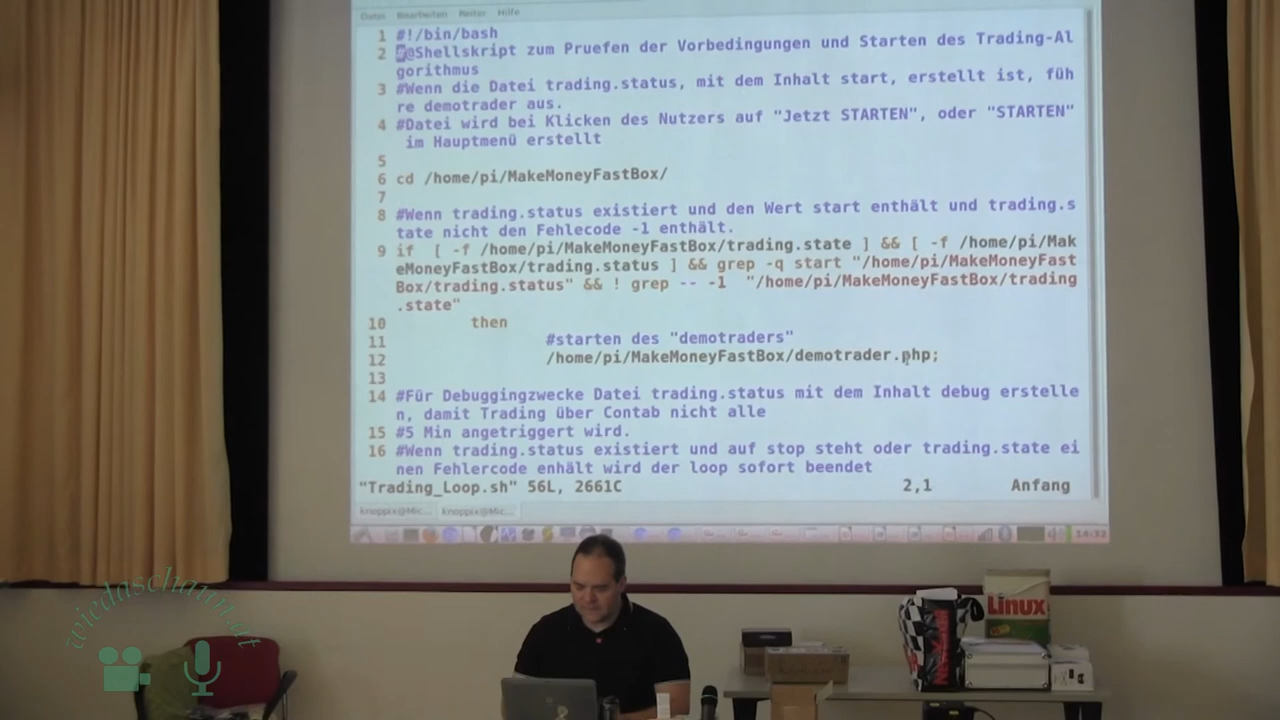 Datei Bearbeiten Reiter Hilfe
1 #!/bin/bash
2 #@Shellskript zum Pruefen der Vorbedingungen und Starten des Trading-Al
gorithmus
3 #Wenn die Datei trading.status, mit dem Inhalt start, erstellt ist, füh
re demotrader aus.
4 #Datei wird bei Klicken des Nutzers auf "Jetzt STARTEN", oder "STARTEN"
im Hauptmenü erstellt
5
6 cd /home/pi/MakeMoneyFastBox/
7
8 #Wenn trading.status existiert und den Wert start enthält und trading.s
tate nicht den Fehlecode -1 enthält.
9 if [ -f /home/pi/MakeMoneyFastBox/trading.state ] && [ -f /home/pi/Mak
eMoneyFastBox/trading.status ] && grep -q start "/home/pi/MakeMoneyFast
Box/trading.status" && ! grep -- -1 "/home/pi/MakeMoneyFastBox/trading
.state"
10 then
11 #starten des "demotraders"
12 /home/pi/MakeMoneyFastBox/demotrader.php;
13
14 #Für Debuggingzwecke Datei trading.status mit dem Inhalt debug erstelle
n, damit Trading über Contab nicht alle
15 #5 Min angetriggert wird.
16 #Wenn trading.status existiert und auf stop steht oder trading.state ei
nen Fehlercode enhält wird der loop sofort beendet
"Trading_Loop.sh" 56L, 2661C 2,1 Anfang
knoppix@Mic... knoppix@Mic...
14:32
Linux
wiedaschaun.at